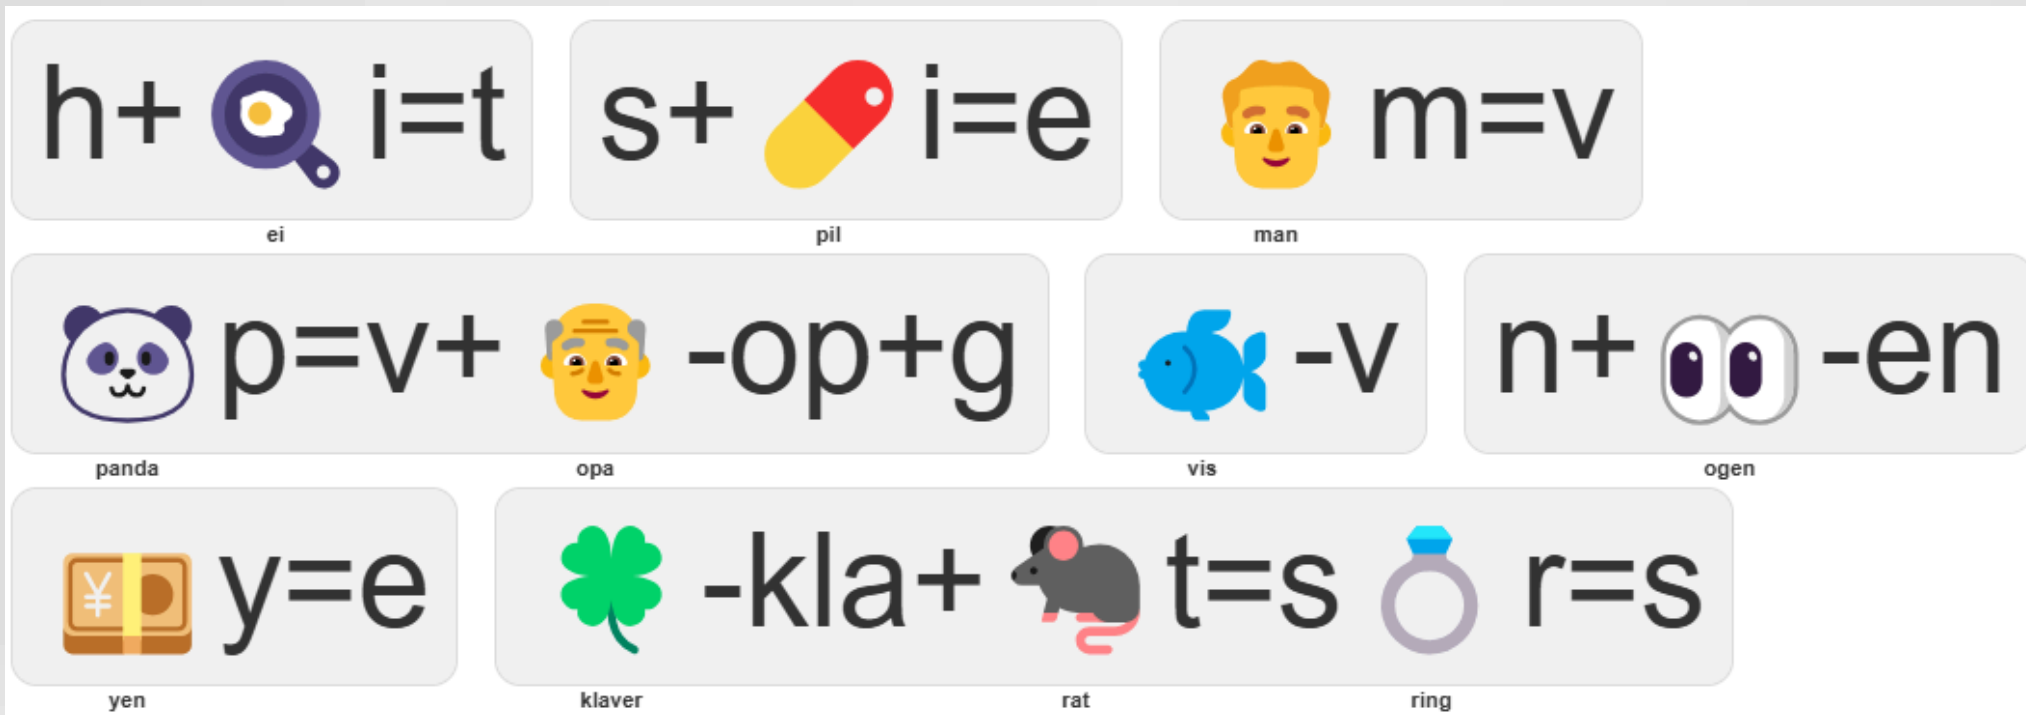 h+ i=t s+ i=e m=v
ei pil man
p=v+ -op+g -v n+ -en
panda opa vis ogen
¥ y=e -kla+ t=s r=s
yen klaver rat ring